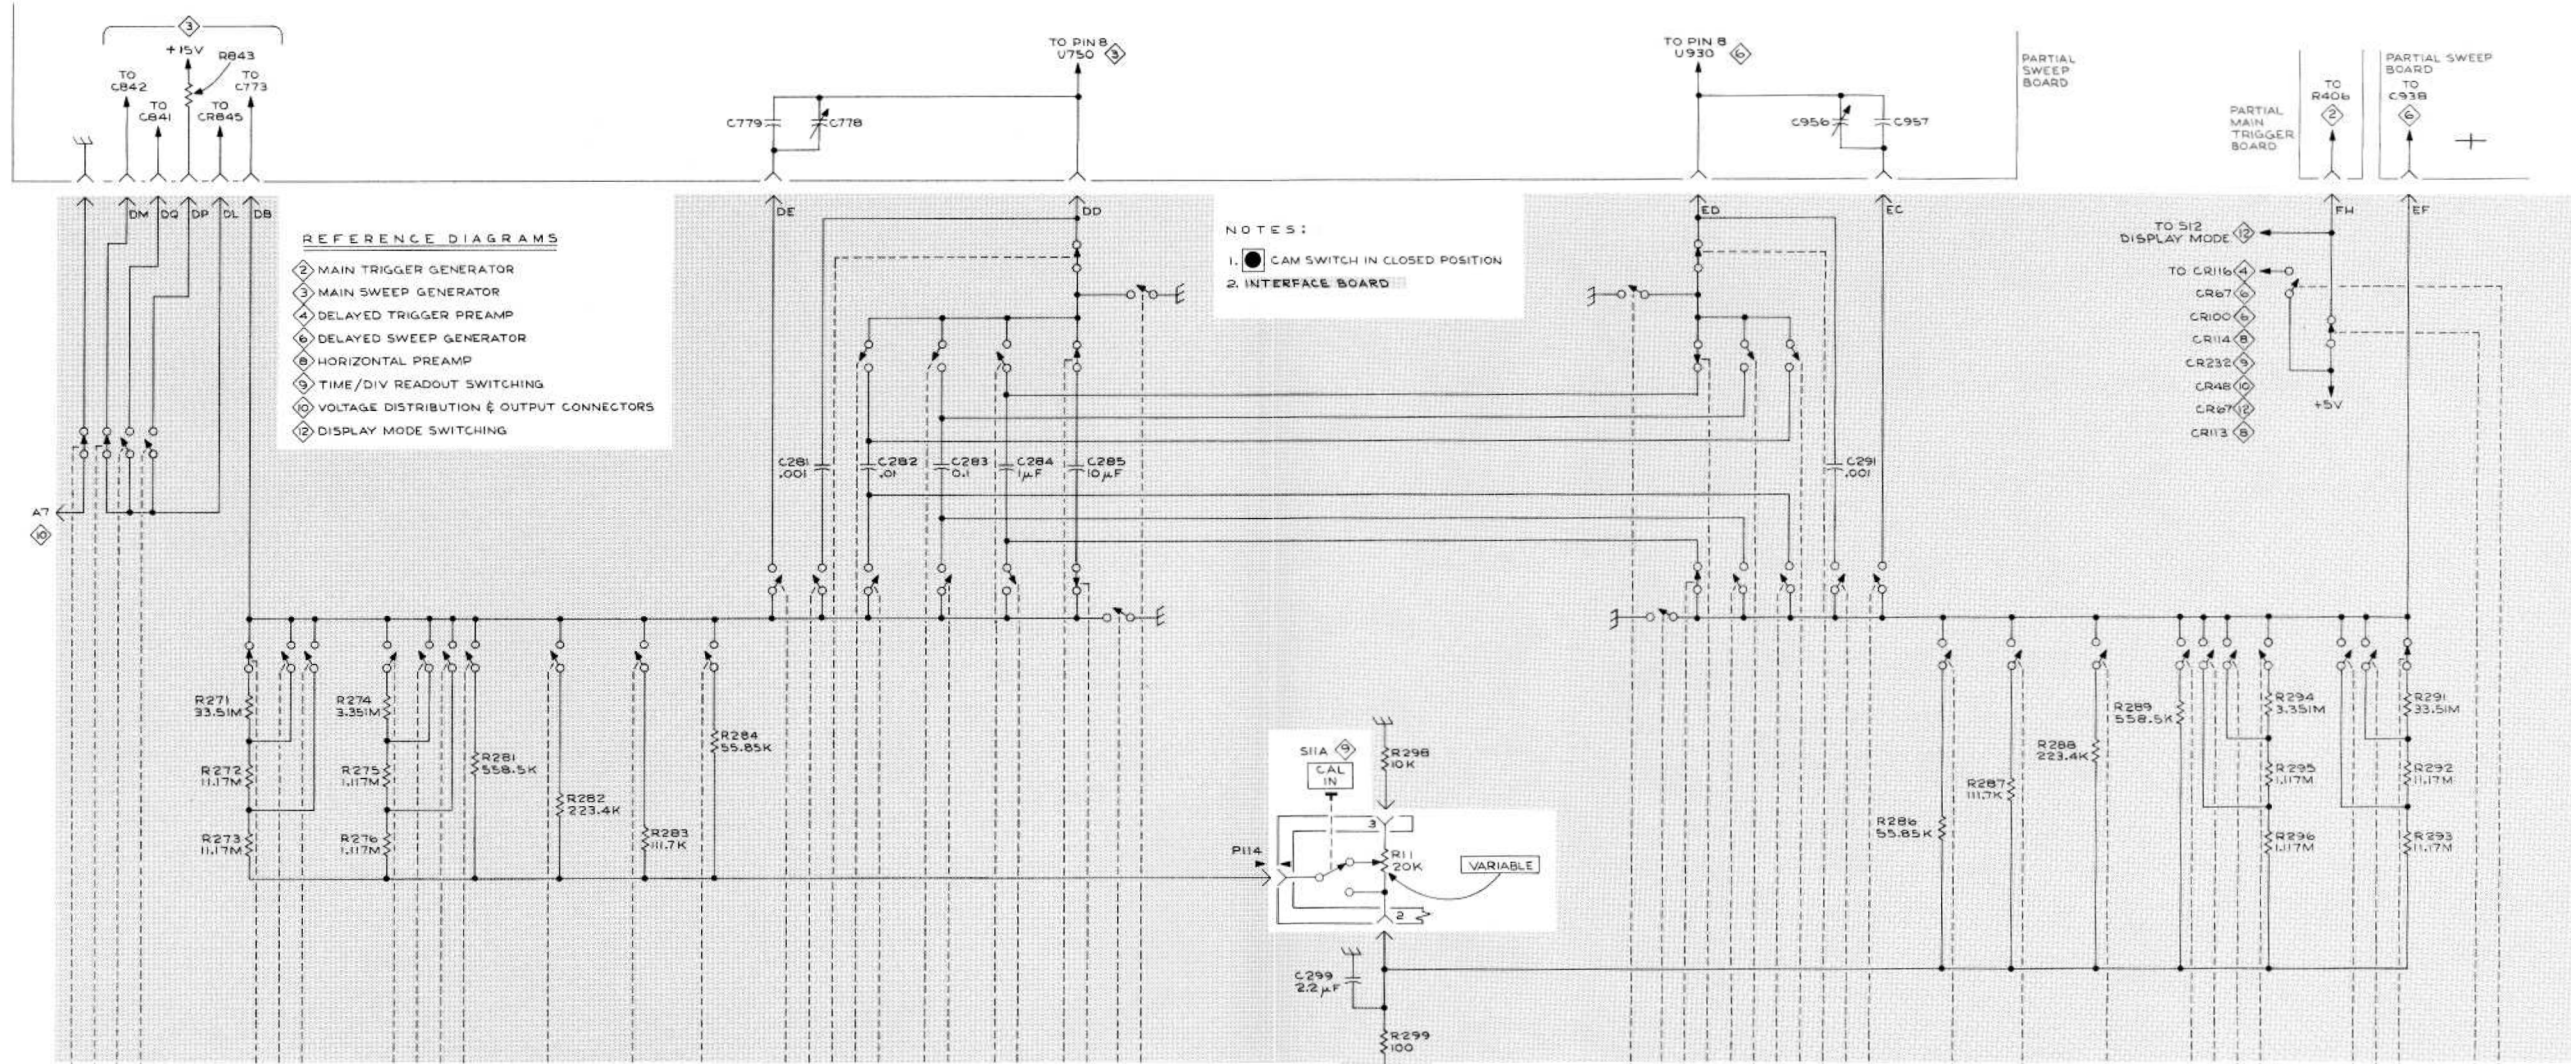 3
+15V
R843
TO
C842
TO
C841
TO
CR845
TO
C773
TO PIN 8
U750 3
C779
C778
TO PIN 8
U930 6
C956
C957
PARTIAL
SWEEP
BOARD
PARTIAL
MAIN
TRIGGER
BOARD
TO
R406
2
PARTIAL SWEEP
BOARD
TO
C938
6
DM
DQ
DP
DL
DB
DE
DD
ED
EC
FH
EF
REFERENCE DIAGRAMS
2 MAIN TRIGGER GENERATOR
3 MAIN SWEEP GENERATOR
4 DELAYED TRIGGER PREAMP
6 DELAYED SWEEP GENERATOR
8 HORIZONTAL PREAMP
9 TIME/DIV READOUT SWITCHING
10 VOLTAGE DISTRIBUTION & OUTPUT CONNECTORS
12 DISPLAY MODE SWITCHING
NOTES:
1. CAM SWITCH IN CLOSED POSITION
2. INTERFACE BOARD
TO S12
DISPLAY MODE 12
TO CR116 4
CR67 6
CR100 6
CR114 8
CR232 9
CR48 10
CR67 12
CR113 8
+5V
C281
.001
C282
.01
C283
0.1
C284
1µF
C285
10µF
C291
.001
A7
10
R271
33.51M
R272
11.17M
R273
11.17M
R274
3.351M
R275
1.117M
R276
1.117M
R281
558.5K
R282
223.4K
R283
111.7K
R284
55.85K
S11A 9
CAL
IN
R298
10K
3
P114
R11
20K
VARIABLE
2
C299
2.2µF
R299
100
R286
55.85K
R287
111.7K
R288
223.4K
R289
558.5K
R294
3.351M
R295
1.117M
R296
1.117M
R291
33.51M
R292
11.17M
R293
11.17M